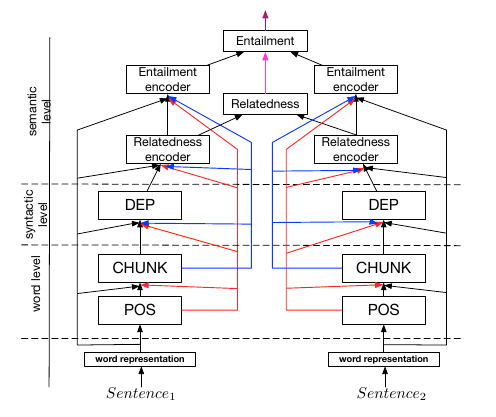 Entailment
Entailment
encoder
Entailment
encoder
Relatedness
semantic
level
Relatedness
encoder
Relatedness
encoder
syntactic
level
DEP
DEP
word level
CHUNK
CHUNK
POS
POS
word representation
word representation
Sentence₁
Sentence₂